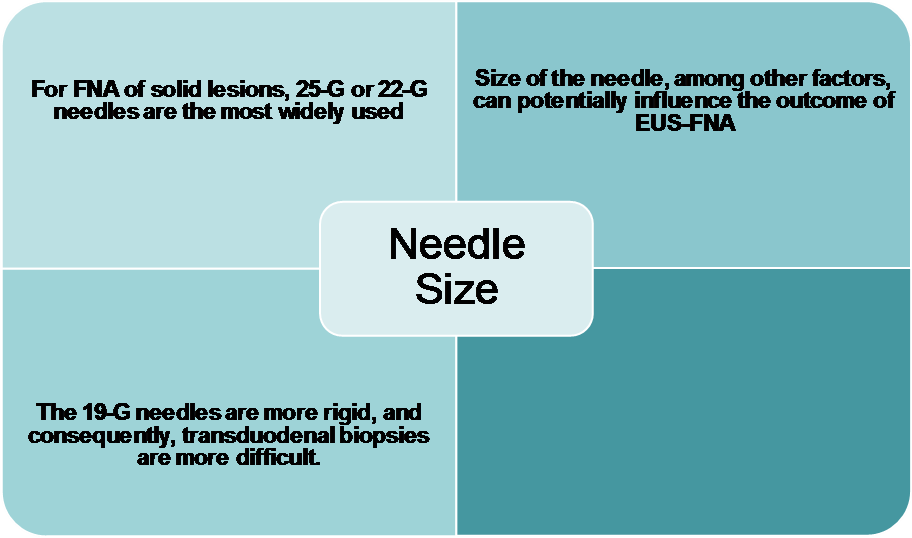 For FNA of solid lesions, 25-G or 22-G
needles are the most widely used
Size of the needle, among other factors,
can potentially influence the outcome of
EUS-FNA
Needle
Size
The 19-G needles are more rigid, and
consequently, transduodenal biopsies
are more difficult.